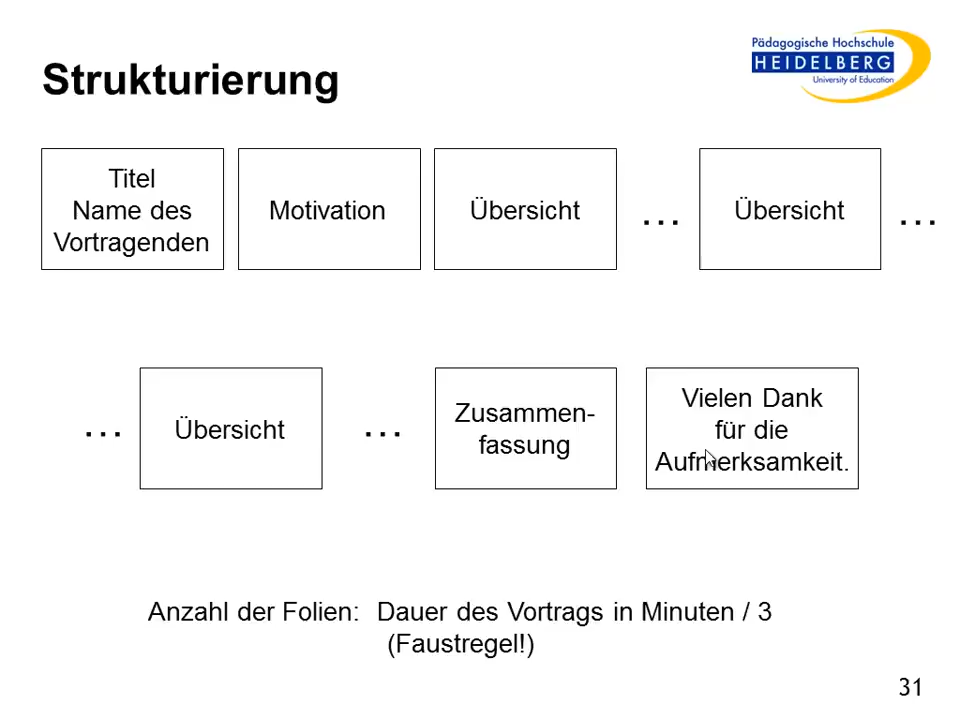 Pädagogische Hochschule
HEIDELBERG
University of Education
Strukturierung
Titel
Name des
Vortragenden
Motivation
Übersicht
...
Übersicht
...
...
Übersicht
...
Zusammen-
fassung
Vielen Dank
für die
Aufmerksamkeit.
Anzahl der Folien: Dauer des Vortrags in Minuten / 3
(Faustregel!)
31